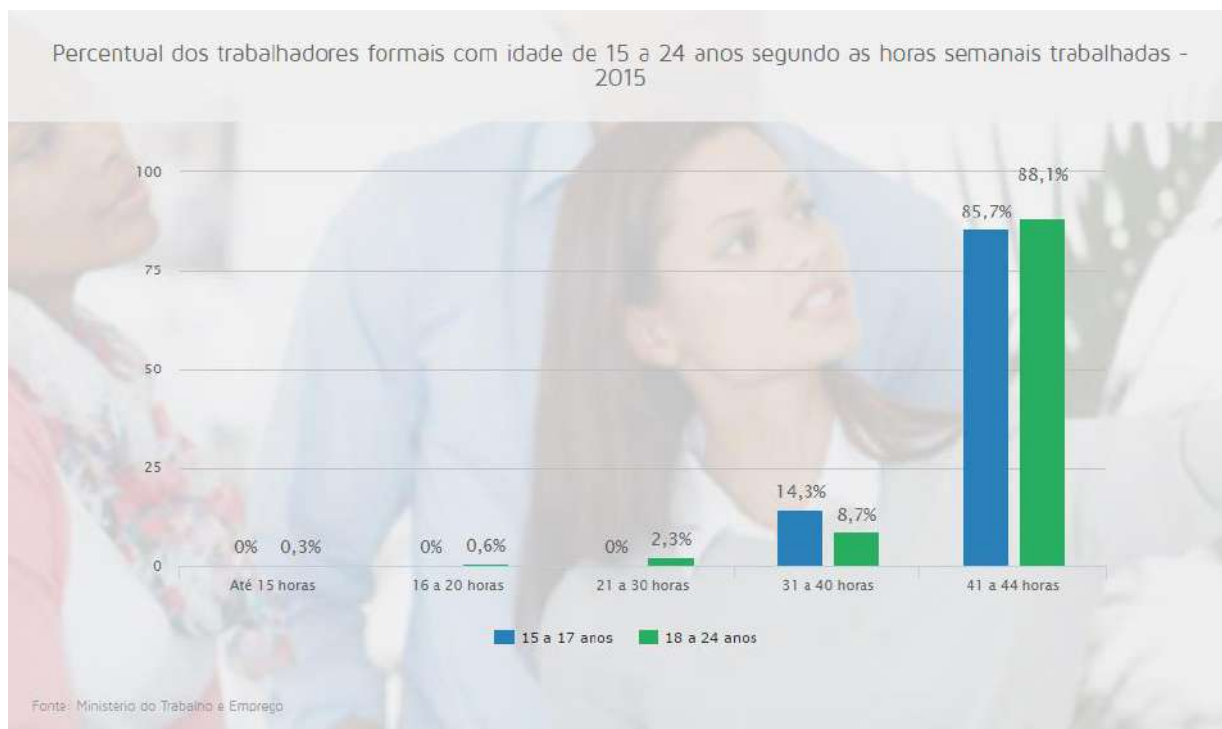 Percentual dos trabalhadores formais com idade de 15 a 24 anos segundo as horas semanais trabalhadas -
2015
100
75
50
25
0
0% 0,3%
0% 0,6%
0% 2,3%
14,3% 8,7%
85,7% 88,1%
Até 15 horas 16 a 20 horas 21 a 30 horas 31 a 40 horas 41 a 44 horas
15 a 17 anos 18 a 24 anos
Fonte: Ministério do Trabalho e Emprego